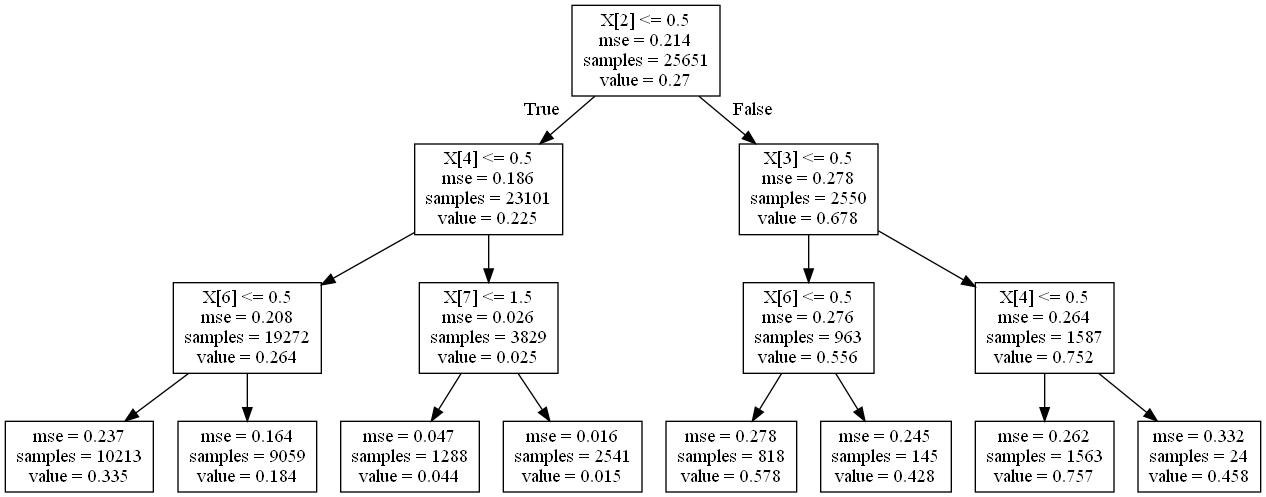 X[2] <= 0.5
mse = 0.214
samples = 25651
value = 0.27
True
False
X[4] <= 0.5
mse = 0.186
samples = 23101
value = 0.225
X[3] <= 0.5
mse = 0.278
samples = 2550
value = 0.678
X[6] <= 0.5
mse = 0.208
samples = 19272
value = 0.264
X[7] <= 1.5
mse = 0.026
samples = 3829
value = 0.025
X[6] <= 0.5
mse = 0.276
samples = 963
value = 0.556
X[4] <= 0.5
mse = 0.264
samples = 1587
value = 0.752
mse = 0.237
samples = 10213
value = 0.335
mse = 0.164
samples = 9059
value = 0.184
mse = 0.047
samples = 1288
value = 0.044
mse = 0.016
samples = 2541
value = 0.015
mse = 0.278
samples = 818
value = 0.578
mse = 0.245
samples = 145
value = 0.428
mse = 0.262
samples = 1563
value = 0.757
mse = 0.332
samples = 24
value = 0.458